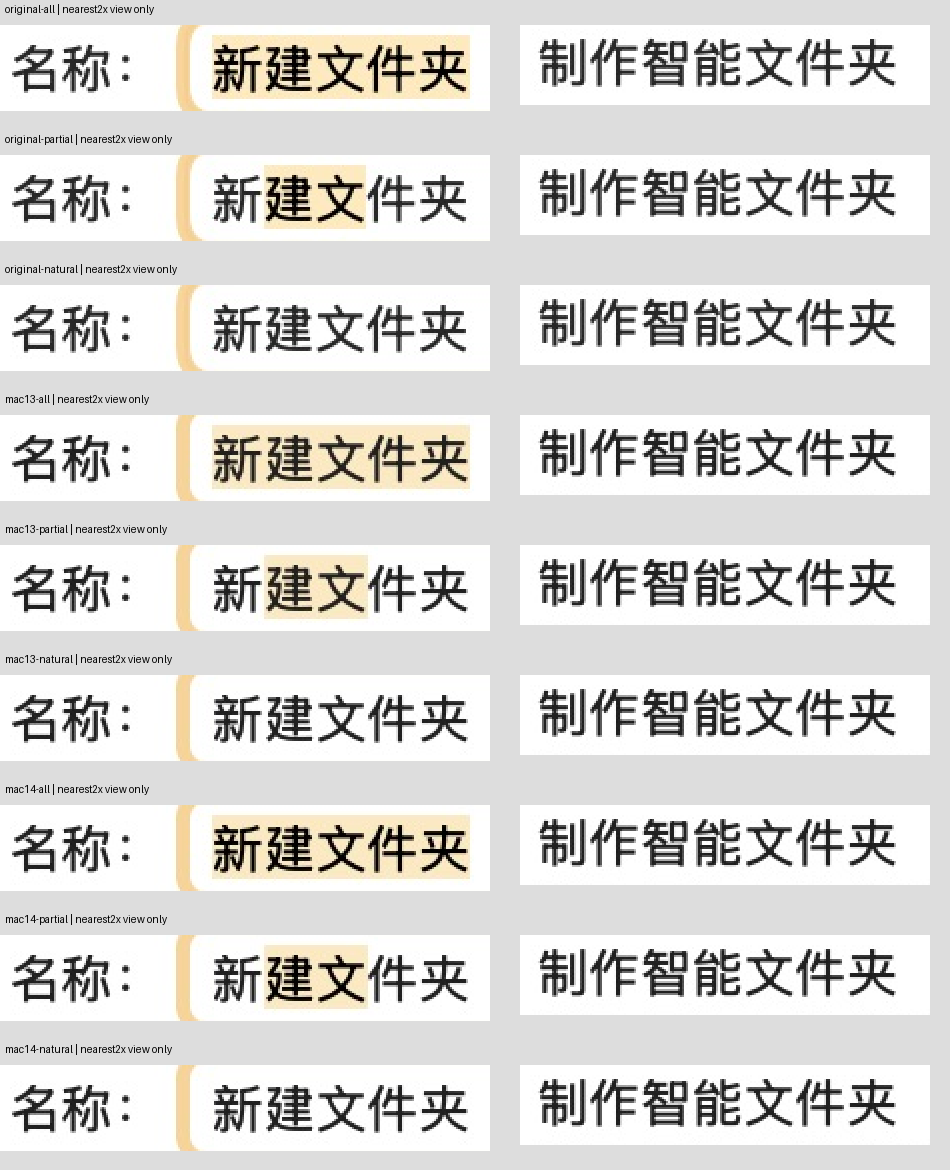 original-all | nearest2x view only
名称： 新建文件夹 制作智能文件夹
original-partial | nearest2x view only
名称： 新建文件夹 制作智能文件夹
original-natural | nearest2x view only
名称： 新建文件夹 制作智能文件夹
mac13-all | nearest2x view only
名称： 新建文件夹 制作智能文件夹
mac13-partial | nearest2x view only
名称： 新建文件夹 制作智能文件夹
mac13-natural | nearest2x view only
名称： 新建文件夹 制作智能文件夹
mac14-all | nearest2x view only
名称： 新建文件夹 制作智能文件夹
mac14-partial | nearest2x view only
名称： 新建文件夹 制作智能文件夹
mac14-natural | nearest2x view only
名称： 新建文件夹 制作智能文件夹